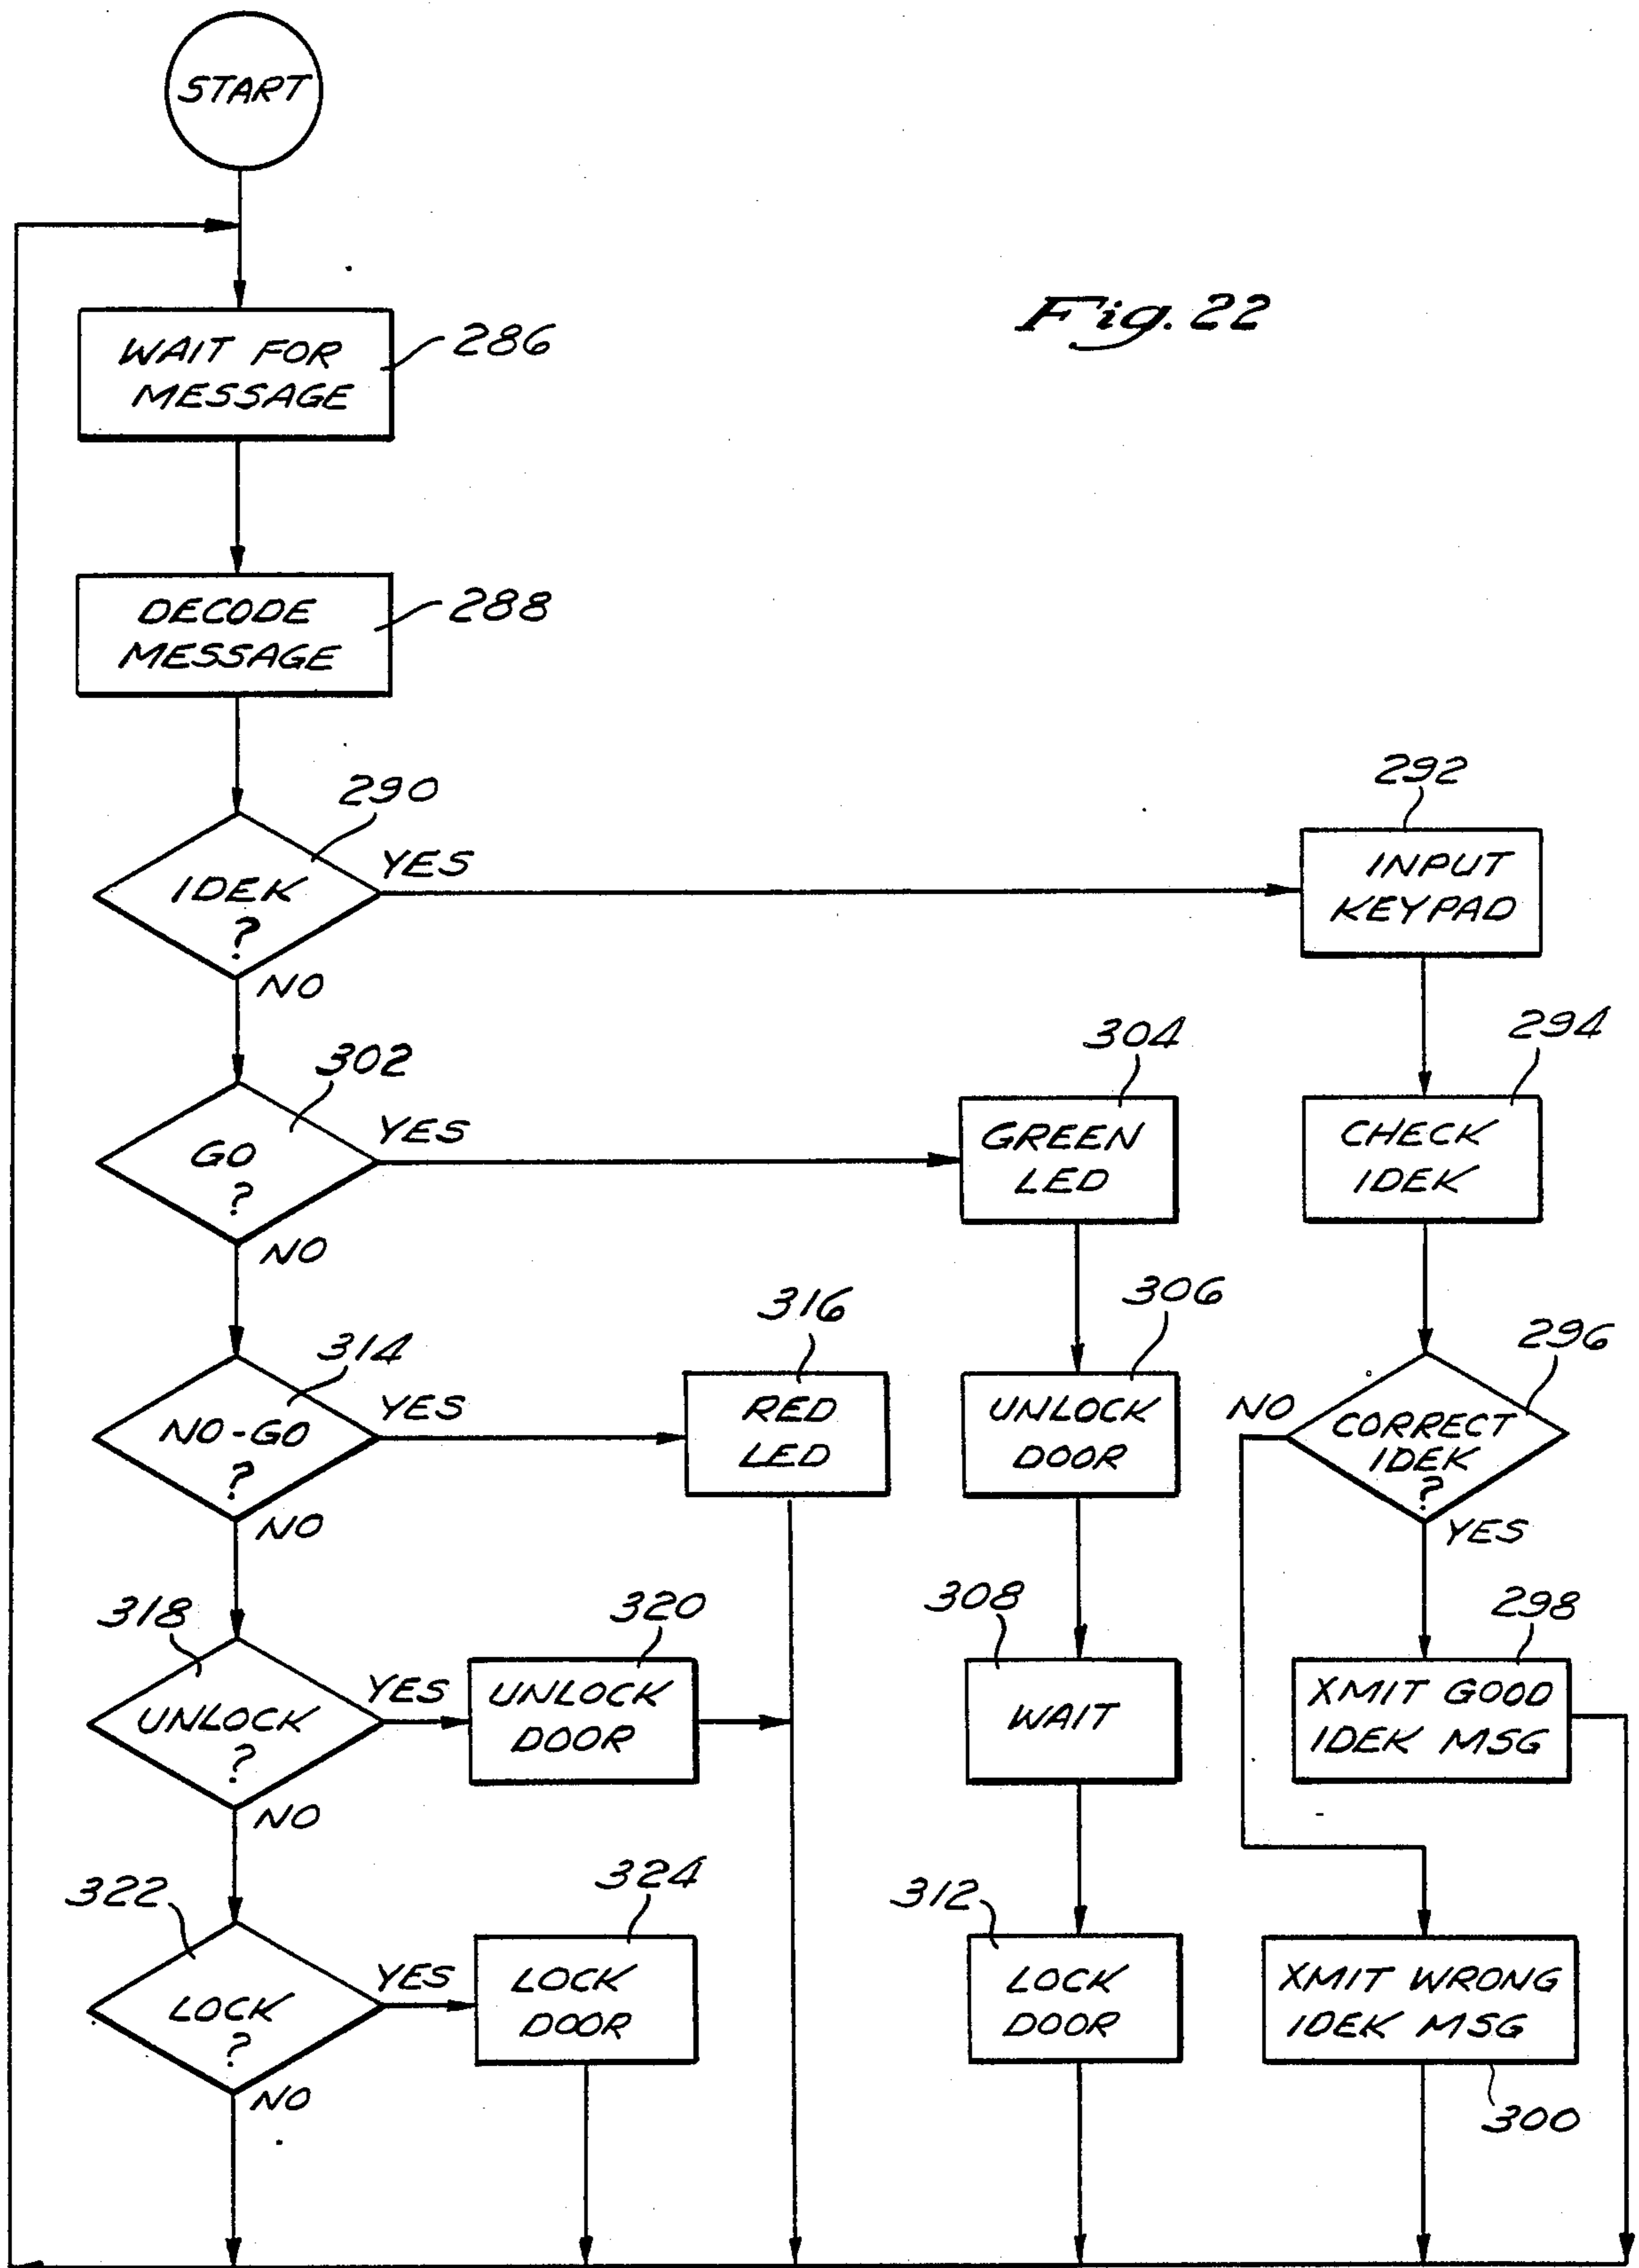 START
Fig. 22
WAIT FOR
MESSAGE
286
DECODE
MESSAGE
288
290
IDEK
?
YES
NO
292
INPUT
KEYPAD
294
CHECK
IDEK
296
CORRECT
IDEK
?
NO
YES
298
XMIT GOOD
IDEK MSG
XMIT WRONG
IDEK MSG
300
302
GO
?
YES
NO
304
GREEN
LED
306
UNLOCK
DOOR
308
WAIT
312
LOCK
DOOR
314
NO-GO
?
YES
NO
316
RED
LED
318
UNLOCK
?
YES
NO
320
UNLOCK
DOOR
322
LOCK
?
YES
NO
324
LOCK
DOOR